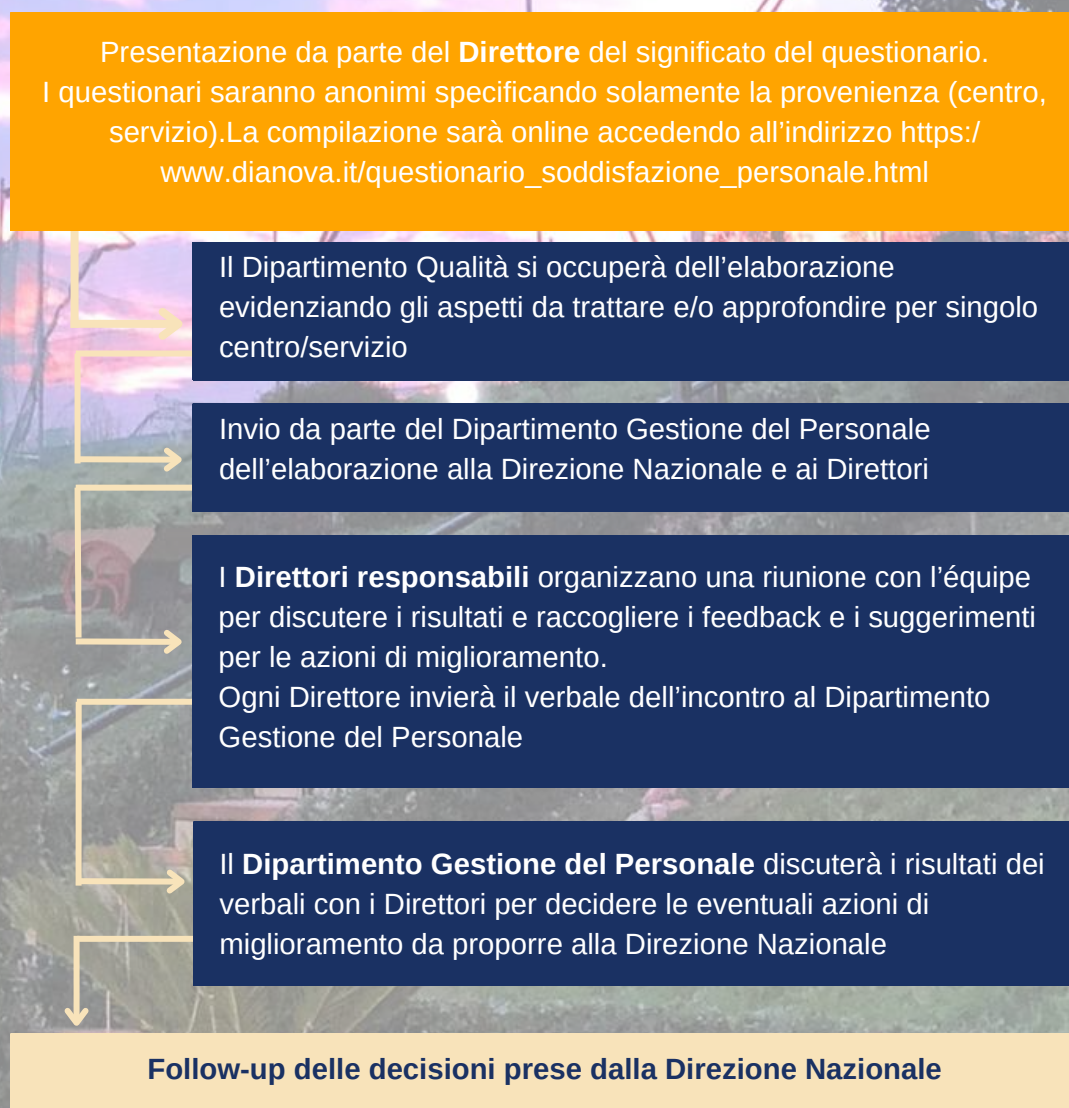 Presentazione da parte del Direttore del significato del questionario.
I questionari saranno anonimi specificando solamente la provenienza (centro,
servizio).La compilazione sarà online accedendo all'indirizzo https:/
www.dianova.it/questionario_soddisfazione_personale.html
Il Dipartimento Qualità si occuperà dell'elaborazione
evidenziando gli aspetti da trattare e/o approfondire per singolo
centro/servizio
Invio da parte del Dipartimento Gestione del Personale
dell'elaborazione alla Direzione Nazionale e ai Direttori
I Direttori responsabili organizzano una riunione con l'équipe
per discutere i risultati e raccogliere i feedback e i suggerimenti
per le azioni di miglioramento.
Ogni Direttore invierà il verbale dell'incontro al Dipartimento
Gestione del Personale
Il Dipartimento Gestione del Personale discuterà i risultati dei
verbali con i Direttori per decidere le eventuali azioni di
miglioramento da proporre alla Direzione Nazionale
Follow-up delle decisioni prese dalla Direzione Nazionale